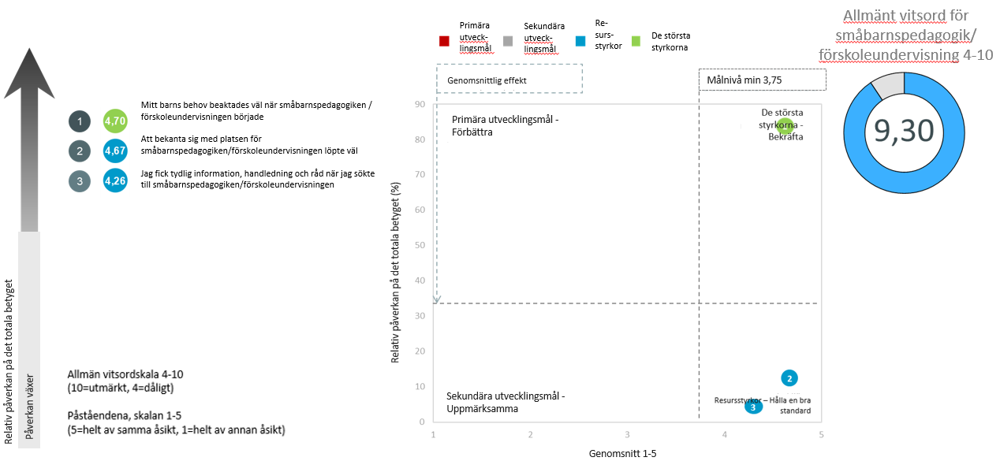 Allmänt vitsord för
småbarnspedagogik/
förskoleundervisning 4-10
9,30
Primära
utveck-
lingsmål
Sekundära
utveck-
lingsmål
Re-
surs-
styrkor
De största
styrkorna
Genomsnittlig effekt
Målnivå min 3,75
1
4,70
Mitt barns behov beaktades väl när småbarnspedagogiken /
förskoleundervisningen började
2
4,67
Att bekanta sig med platsen för
småbarnspedagogiken/förskoleundervisningen löpte väl
3
4,26
Jag fick tydlig information, handledning och råd när jag sökte
till småbarnspedagogiken/förskoleundervisningen
Relativ påverkan på det totala betyget
Påverkan växer
Allmän vitsordskala 4-10
(10=utmärkt, 4=dåligt)
Påståendena, skalan 1-5
(5=helt av samma åsikt, 1=helt av annan åsikt)
Relativ påverkan på det totala betyget (%)
90
80
70
60
50
40
30
20
10
0
Primära utvecklingsmål -
Förbättra
De största
styrkorna -
Bekräfta
Sekundära utvecklingsmål -
Uppmärksamma
2
Resursstyrkor – Hålla en bra
standard
3
1
2
3
4
5
Genomsnitt 1-5